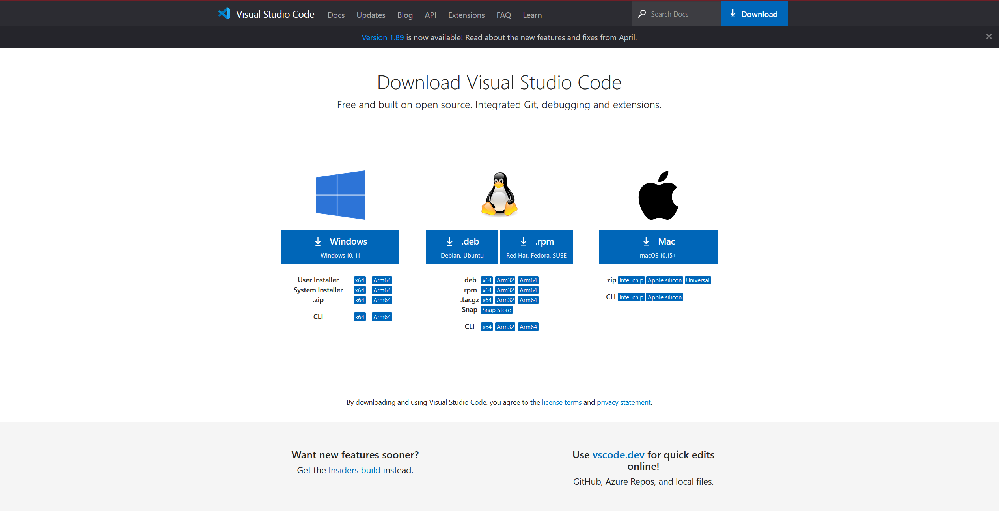 Visual Studio Code Docs Updates Blog API Extensions FAQ Learn Search Docs Download
Version 1.89 is now available! Read about the new features and fixes from April.
Download Visual Studio Code
Free and built on open source. Integrated Git, debugging and extensions.
Windows
Windows 10, 11
User Installer x64 Arm64
System Installer x64 Arm64
.zip x64 Arm64
CLI x64 Arm64
.deb
Debian, Ubuntu
.rpm
Red Hat, Fedora, SUSE
.deb x64 Arm32 Arm64
.rpm x64 Arm32 Arm64
.tar.gz x64 Arm32 Arm64
Snap Snap Store
CLI x64 Arm32 Arm64
Mac
macOS 10.15+
.zip Intel chip Apple silicon Universal
CLI Intel chip Apple silicon
By downloading and using Visual Studio Code, you agree to the license terms and privacy statement.
Want new features sooner?
Get the Insiders build instead.
Use vscode.dev for quick edits
online!
GitHub, Azure Repos, and local files.